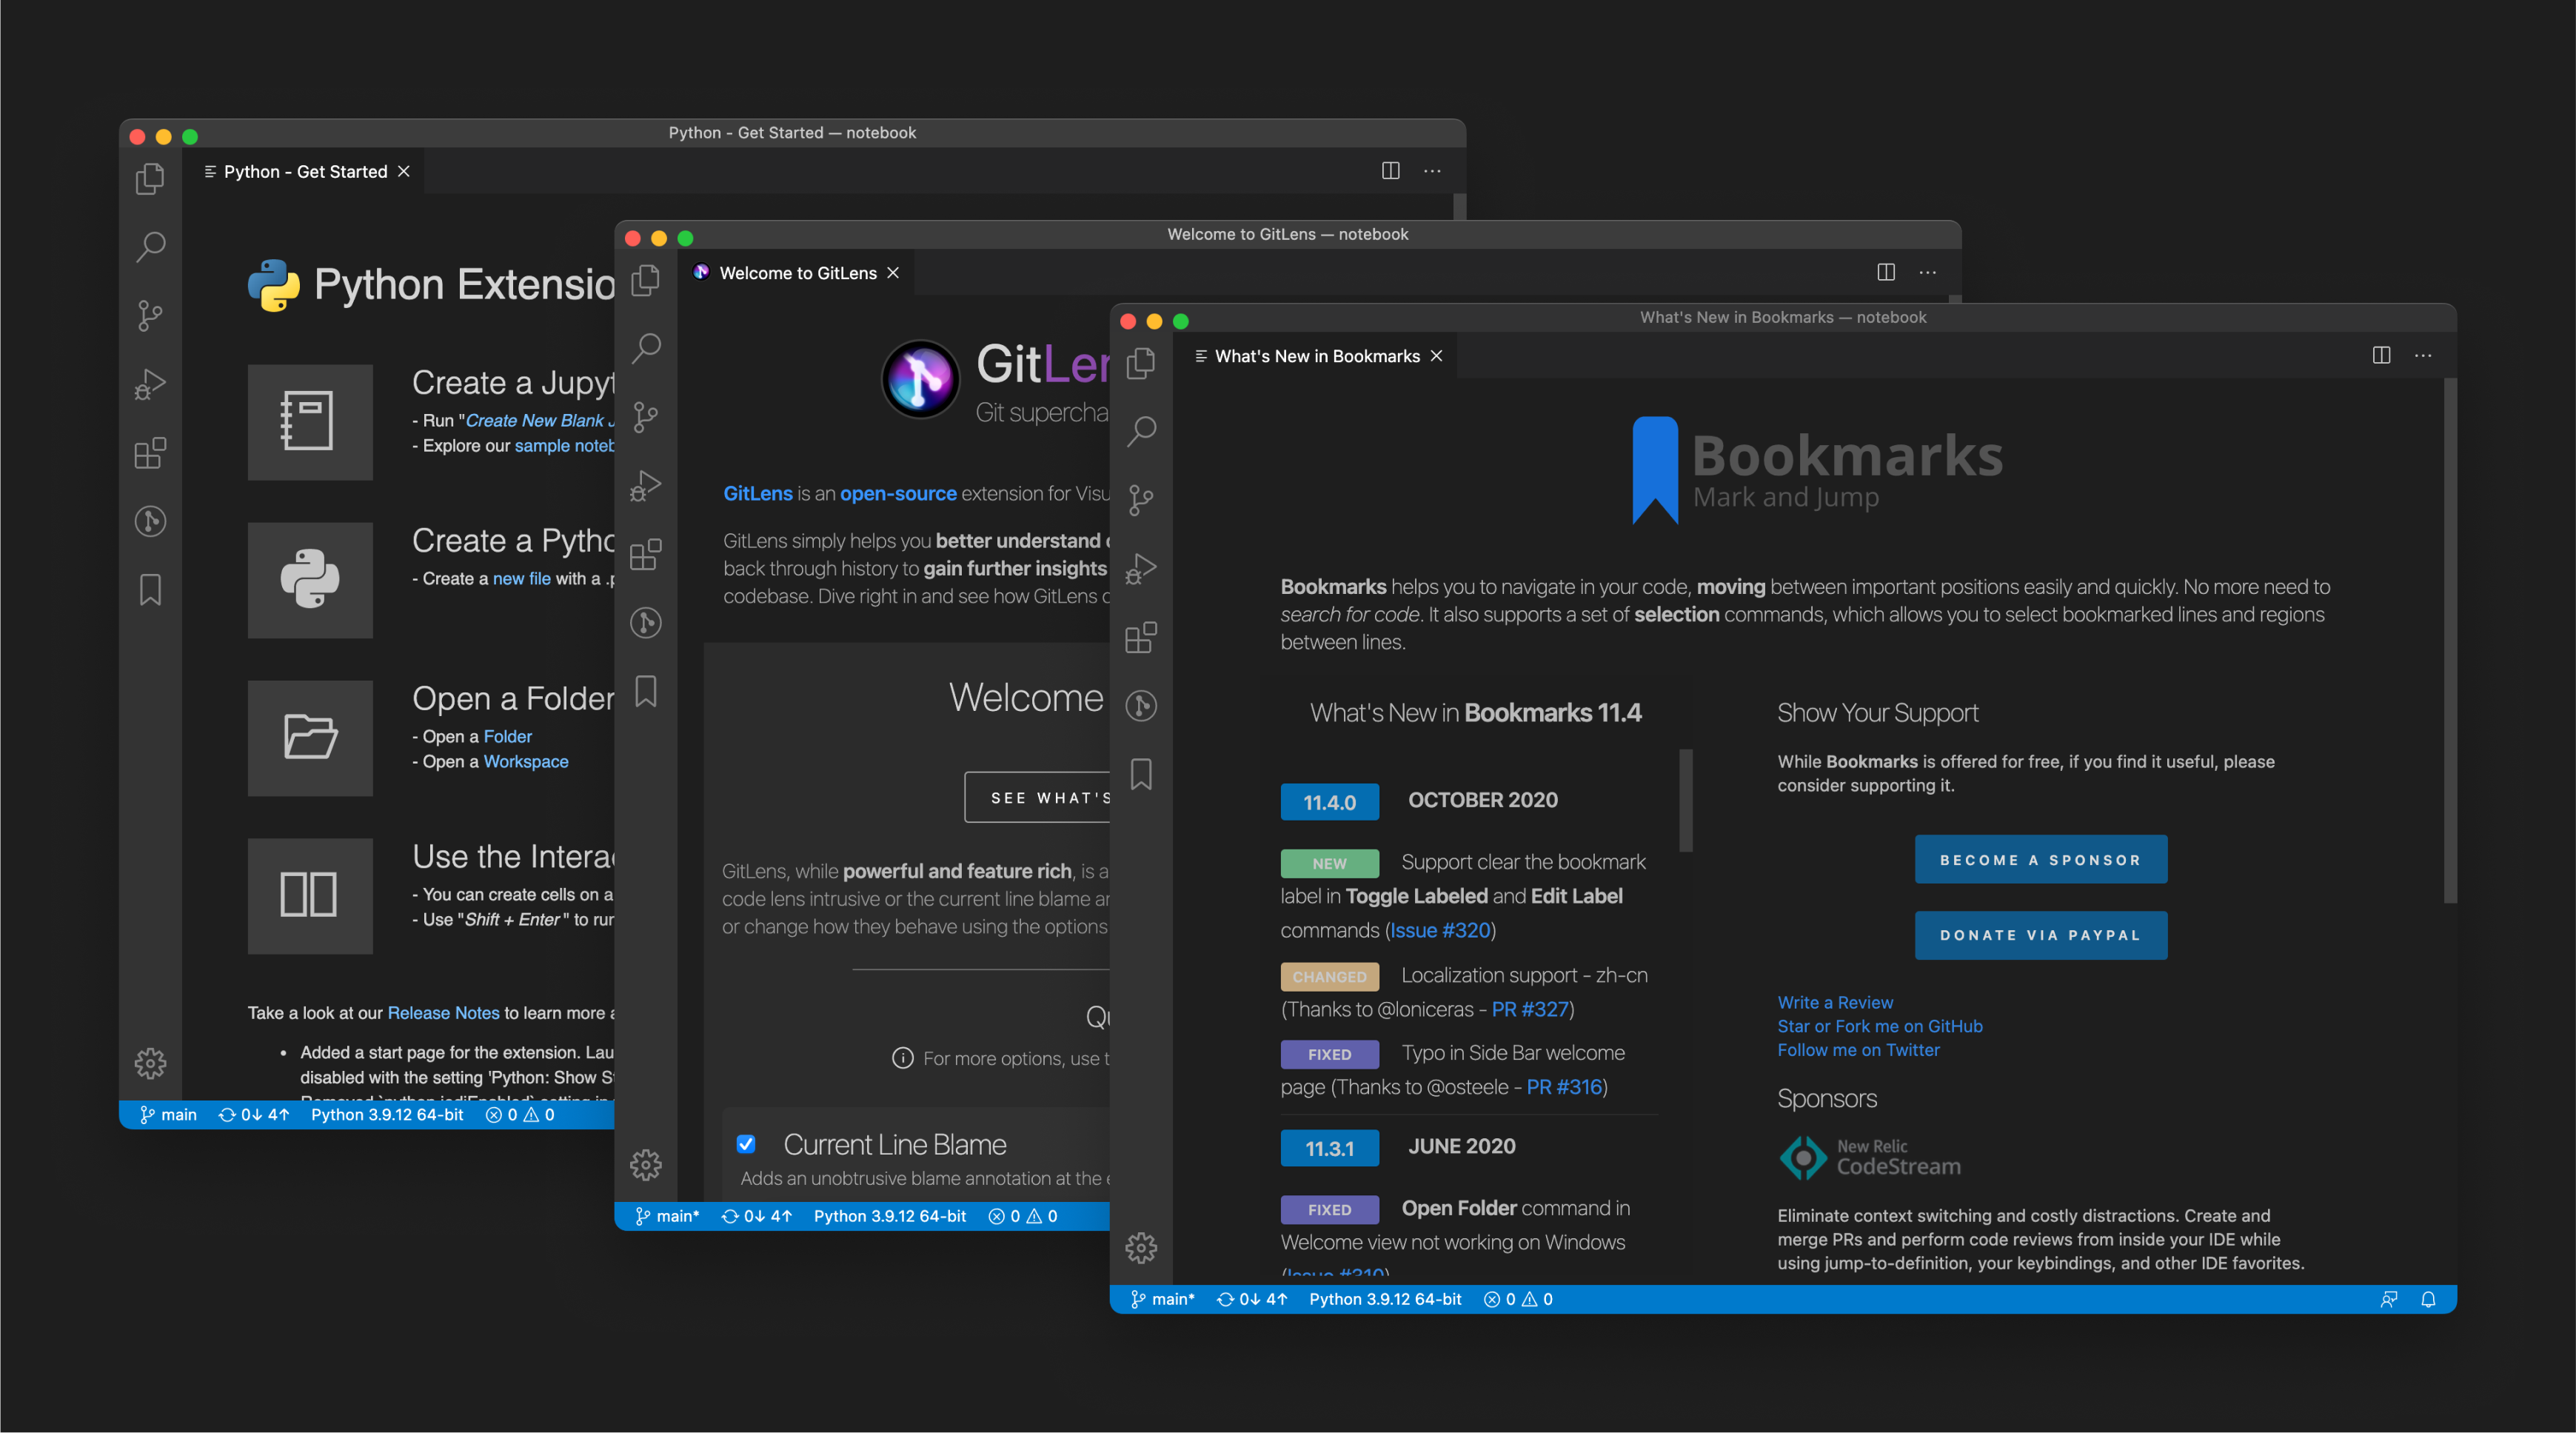 Python - Get Started — notebook
Python - Get Started
Python Extensio
Create a Jupyt
- Run "Create New Blank J
- Explore our sample noteb
Create a Pytho
- Create a new file with a .p
Open a Folder
- Open a Folder
- Open a Workspace
Use the Intera
- You can create cells on a
- Use "Shift + Enter" to run
Take a look at our Release Notes to learn more a
• Added a start page for the extension. Lau
disabled with the setting 'Python: Show St
main 0↓ 4↑ Python 3.9.12 64-bit 0 0
Welcome to GitLens — notebook
Welcome to GitLens
GitLen
Git supercha
GitLens is an open-source extension for Visu
GitLens simply helps you better understand
back through history to gain further insights
codebase. Dive right in and see how GitLens
Welcome
SEE WHAT'S
GitLens, while powerful and feature rich, is a
code lens intrusive or the current line blame
or change how they behave using the options
Qu
For more options, use t
Current Line Blame
Adds an unobtrusive blame annotation at the
main* 0↓ 4↑ Python 3.9.12 64-bit 0 0
What's New in Bookmarks — notebook
What's New in Bookmarks
Bookmarks
Mark and Jump
Bookmarks helps you to navigate in your code, moving between important positions easily and quickly. No more need to
search for code. It also supports a set of selection commands, which allows you to select bookmarked lines and regions
between lines.
What's New in Bookmarks 11.4
11.4.0 OCTOBER 2020
NEW Support clear the bookmark
label in Toggle Labeled and Edit Label
commands (Issue #320)
CHANGED Localization support - zh-cn
(Thanks to @loniceras - PR #327)
FIXED Typo in Side Bar welcome
page (Thanks to @osteele - PR #316)
11.3.1 JUNE 2020
FIXED Open Folder command in
Welcome view not working on Windows
(Issue #310)
Show Your Support
While Bookmarks is offered for free, if you find it useful, please
consider supporting it.
BECOME A SPONSOR
DONATE VIA PAYPAL
Write a Review
Star or Fork me on GitHub
Follow me on Twitter
Sponsors
New Relic
CodeStream
Eliminate context switching and costly distractions. Create and
merge PRs and perform code reviews from inside your IDE while
using jump-to-definition, your keybindings, and other IDE favorites.
main* 0↓ 4↑ Python 3.9.12 64-bit 0 0